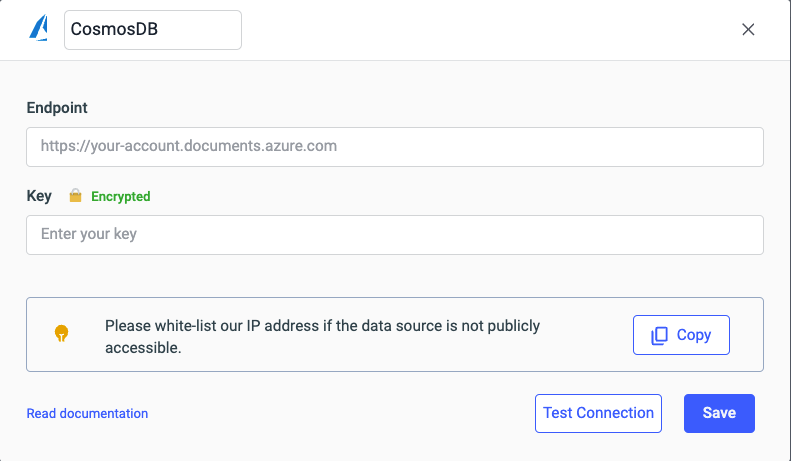 CosmosDB
Endpoint
https://your-account.documents.azure.com
Key Encrypted
Enter your key
Please white-list our IP address if the data source is not publicly
accessible.
Copy
Read documentation
Test Connection
Save